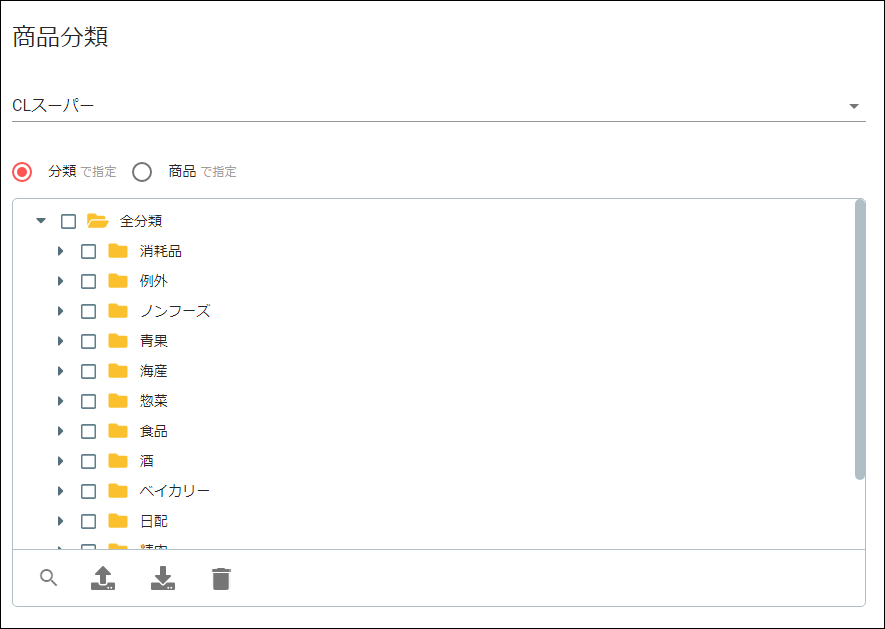 商品分類
CLスーパー
分類 で指定 商品 で指定
全分類
消耗品
例外
ノンフーズ
青果
海産
惣菜
食品
酒
ベイカリー
日配